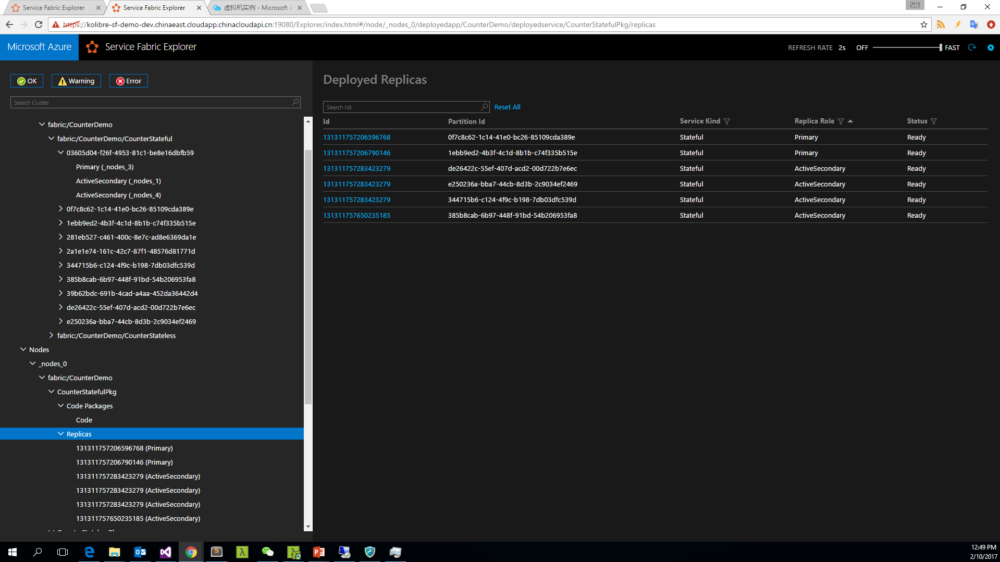 Service Fabric Explorer
Service Fabric Explorer
虚拟机实例 - Microsoft A
Siqi
https://kolibre-sf-demo-dev.chinaeast.cloudapp.chinacloudapi.cn:19080/Explorer/index.html#/node/_nodes_0/deployedapp/CounterDemo/deployedservice/CounterStatefulPkg/replicas
Microsoft Azure
Service Fabric Explorer
REFRESH RATE 2s OFF FAST
OK
Warning
Error
Search Cluster
fabric:/CounterDemo
fabric:/CounterDemo/CounterStateful
03605d04-f26f-4953-81c1-be8e16dbfb59
Primary (_nodes_3)
ActiveSecondary (_nodes_1)
ActiveSecondary (_nodes_4)
0f7c8c62-1c14-41e0-bc26-85109cda389e
1ebb9ed2-4b3f-4c1d-8b1b-c74f335b515e
281eb527-c461-400c-8e7c-ad8e6369da1e
2a1e1e74-161c-42c7-87f1-48576d81771d
344715b6-c124-4f9c-b198-7db03dfc539d
385b8cab-6b97-448f-91bd-54b206953fa8
39b62bdc-691b-4cad-a4aa-452da36442d4
de26422c-55ef-407d-acd2-00d722b7e6ec
e250236a-bba7-44cb-8d3b-2c9034ef2469
fabric:/CounterDemo/CounterStateless
Nodes
_nodes_0
fabric:/CounterDemo
CounterStatefulPkg
Code Packages
Code
Replicas
131311757206596768 (Primary)
131311757206790146 (Primary)
131311757283423279 (ActiveSecondary)
131311757283423279 (ActiveSecondary)
131311757283423279 (ActiveSecondary)
131311757650235185 (ActiveSecondary)
Deployed Replicas
Search list
Reset All
Id Partition Id Service Kind Replica Role Status
131311757206596768 0f7c8c62-1c14-41e0-bc26-85109cda389e Stateful Primary Ready
131311757206790146 1ebb9ed2-4b3f-4c1d-8b1b-c74f335b515e Stateful Primary Ready
131311757283423279 de26422c-55ef-407d-acd2-00d722b7e6ec Stateful ActiveSecondary Ready
131311757283423279 e250236a-bba7-44cb-8d3b-2c9034ef2469 Stateful ActiveSecondary Ready
131311757283423279 344715b6-c124-4f9c-b198-7db03dfc539d Stateful ActiveSecondary Ready
131311757650235185 385b8cab-6b97-448f-91bd-54b206953fa8 Stateful ActiveSecondary Ready
12:49 PM
2/10/2017